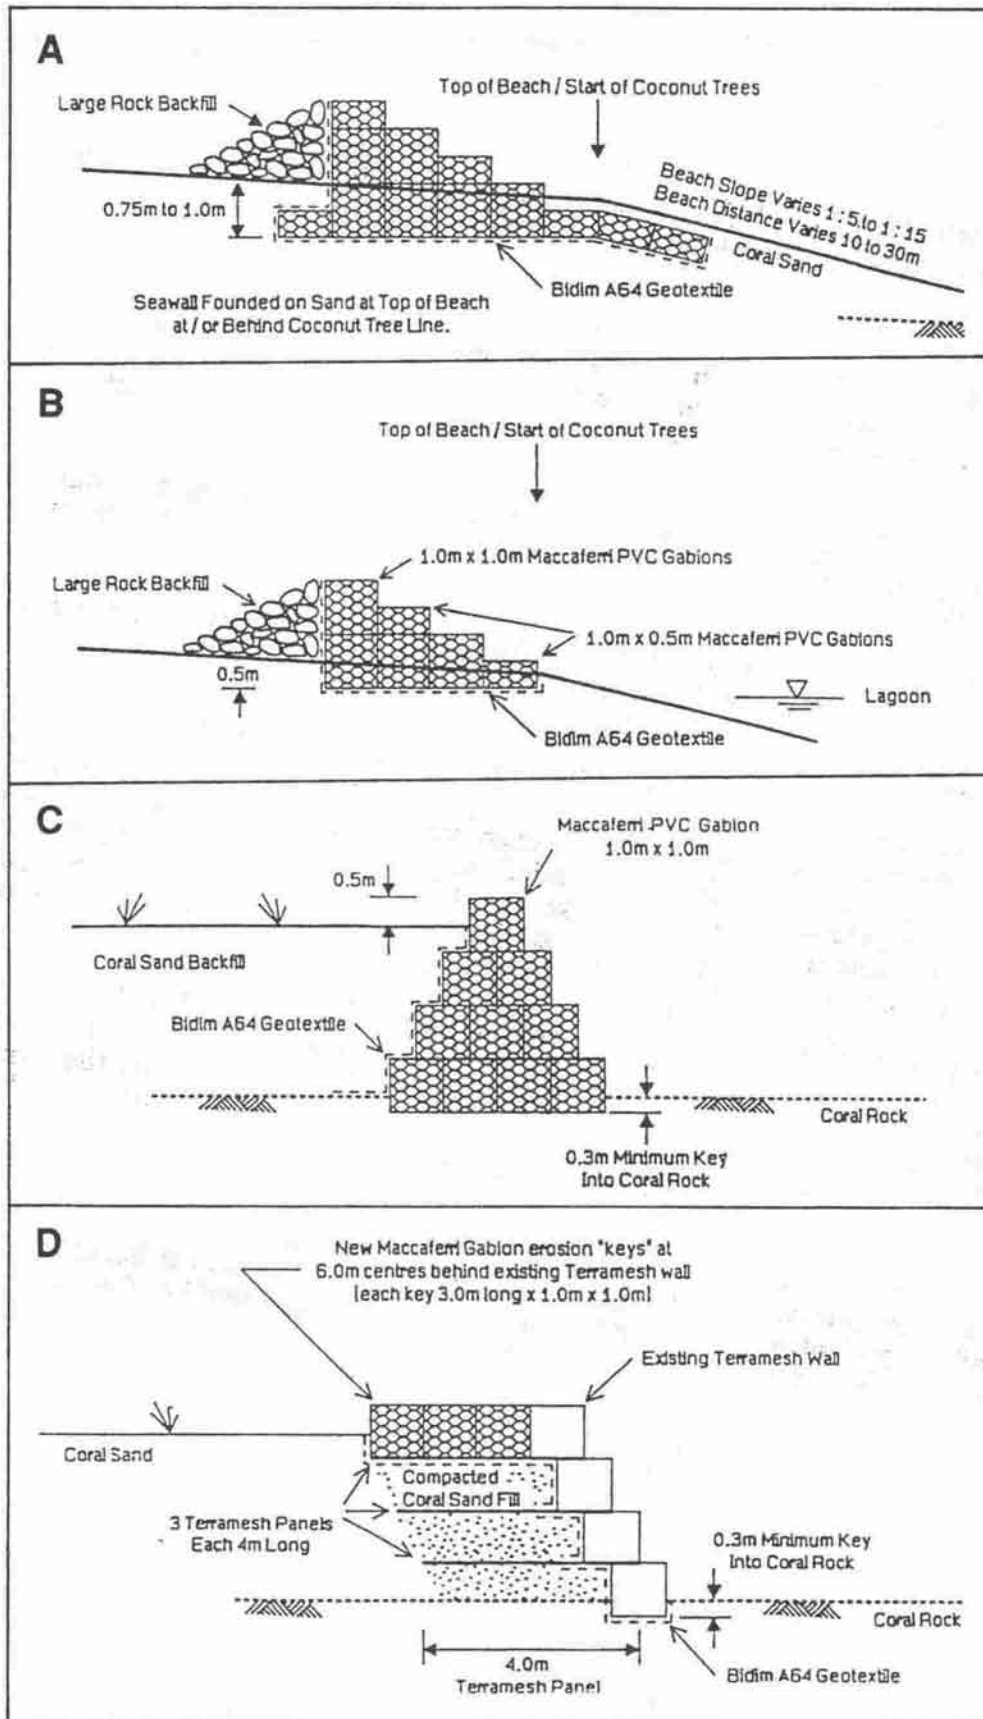 A
Large Rock Backfill
Top of Beach / Start of Coconut Trees
0.75m to 1.0m
Beach Slope Varies 1 : 5 to 1 : 15
Beach Distance Varies 10 to 30m
Coral Sand
Bidim A64 Geotextile
Seawall Founded on Sand at Top of Beach
at / or Behind Coconut Tree Line.
B
Top of Beach / Start of Coconut Trees
1.0m x 1.0m Maccaferri PVC Gabions
Large Rock Backfill
1.0m x 0.5m Maccaferri PVC Gabions
0.5m
Lagoon
Bidim A64 Geotextile
C
Maccaferri PVC Gabion
1.0m x 1.0m
0.5m
Coral Sand Backfill
Bidim A64 Geotextile
Coral Rock
0.3m Minimum Key
Into Coral Rock
D
New Maccaferri Gabion erosion "keys" at
6.0m centres behind existing Terramesh wall
[each key 3.0m long x 1.0m x 1.0m]
Existing Terramesh Wall
Coral Sand
Compacted
Coral Sand Fill
3 Terramesh Panels
Each 4m Long
0.3m Minimum Key
Into Coral Rock
Coral Rock
4.0m
Terramesh Panel
Bidim A64 Geotextile